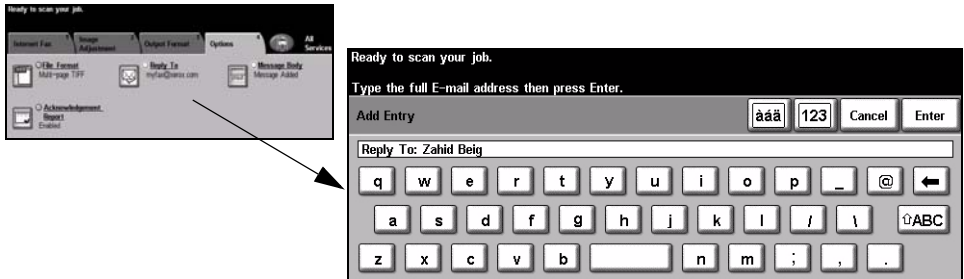 Ready to scan your job.
Internet Fax
Image Adjustment
Output Format
Options
All Services
File Format
Multi-page TIFF
Reply To
myfax@xerox.com
Message Body
Message Added
Acknowledgement Report
Enabled
Ready to scan your job.
Type the full E-mail address then press Enter.
Add Entry
àáä 123 Cancel Enter
Reply To: Zahid Beig
q w e r t y u i o p _ @ ←
a s d f g h j k l / \ ⇧ABC
z x c v b n m ; , .